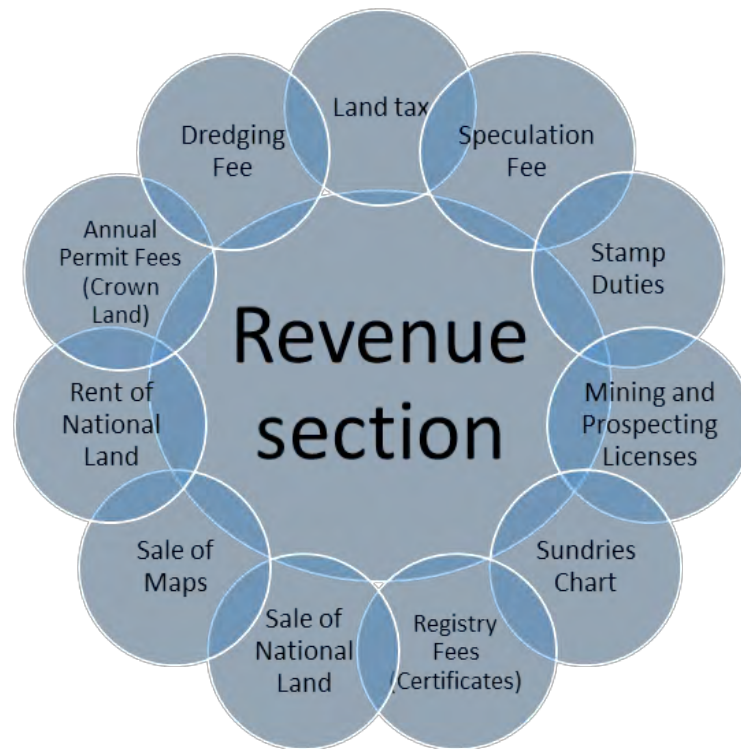 Land tax
Speculation
Fee
Stamp
Duties
Mining and
Prospecting
Licenses
Sundries
Chart
Registry
Fees
(Certificates)
Sale of
National
Land
Sale of
Maps
Rent of
National
Land
Annual
Permit Fees
(Crown
Land)
Dredging
Fee
Revenue
section